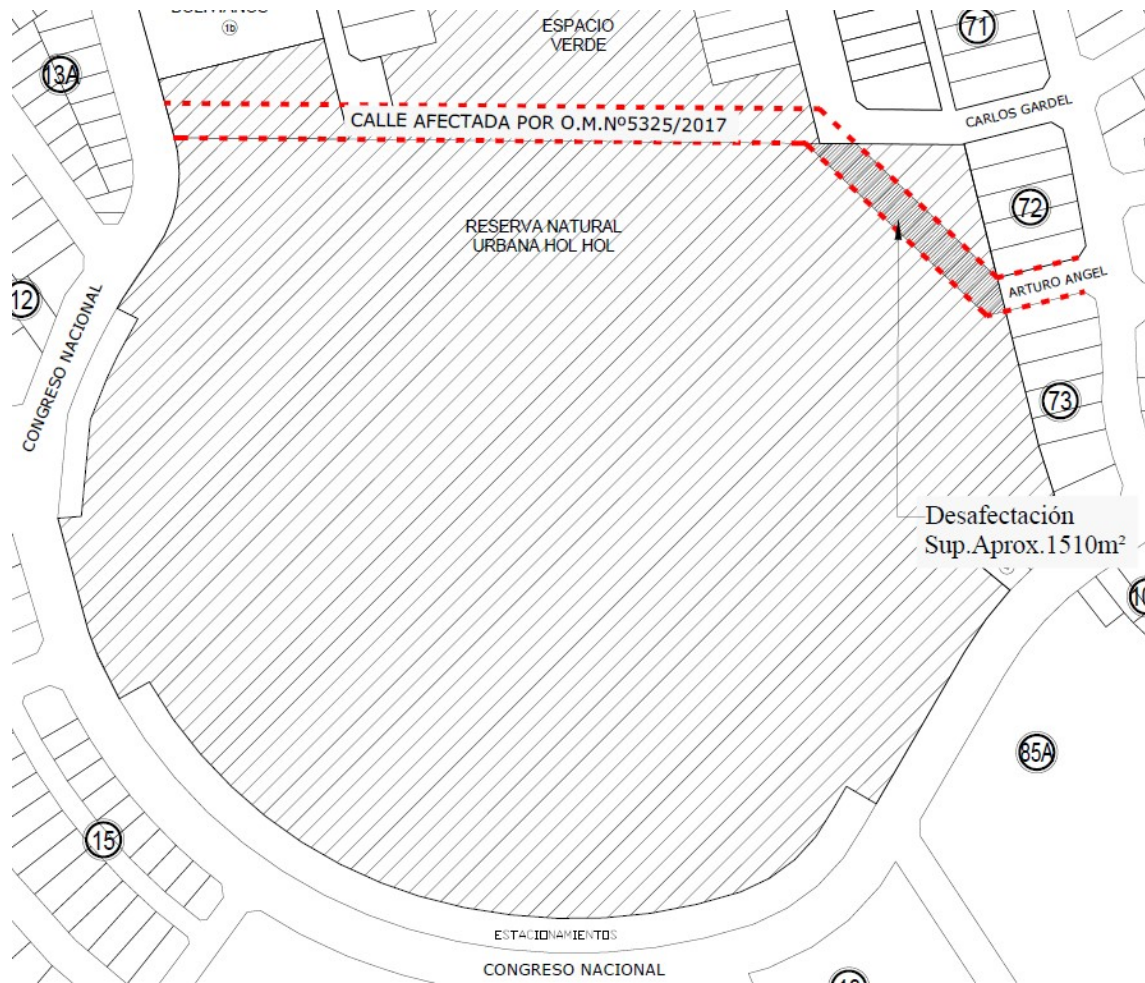 1b
ESPACIO
VERDE
71
13A
CARLOS GARDEL
CALLE AFECTADA POR O.M.Nº5325/2017
72
RESERVA NATURAL
URBANA HOL HOL
ARTURO ANGEL
12
CONGRESO NACIONAL
73
Desafectación
Sup.Aprox.1510m²
85A
15
ESTACIONAMIENTOS
CONGRESO NACIONAL